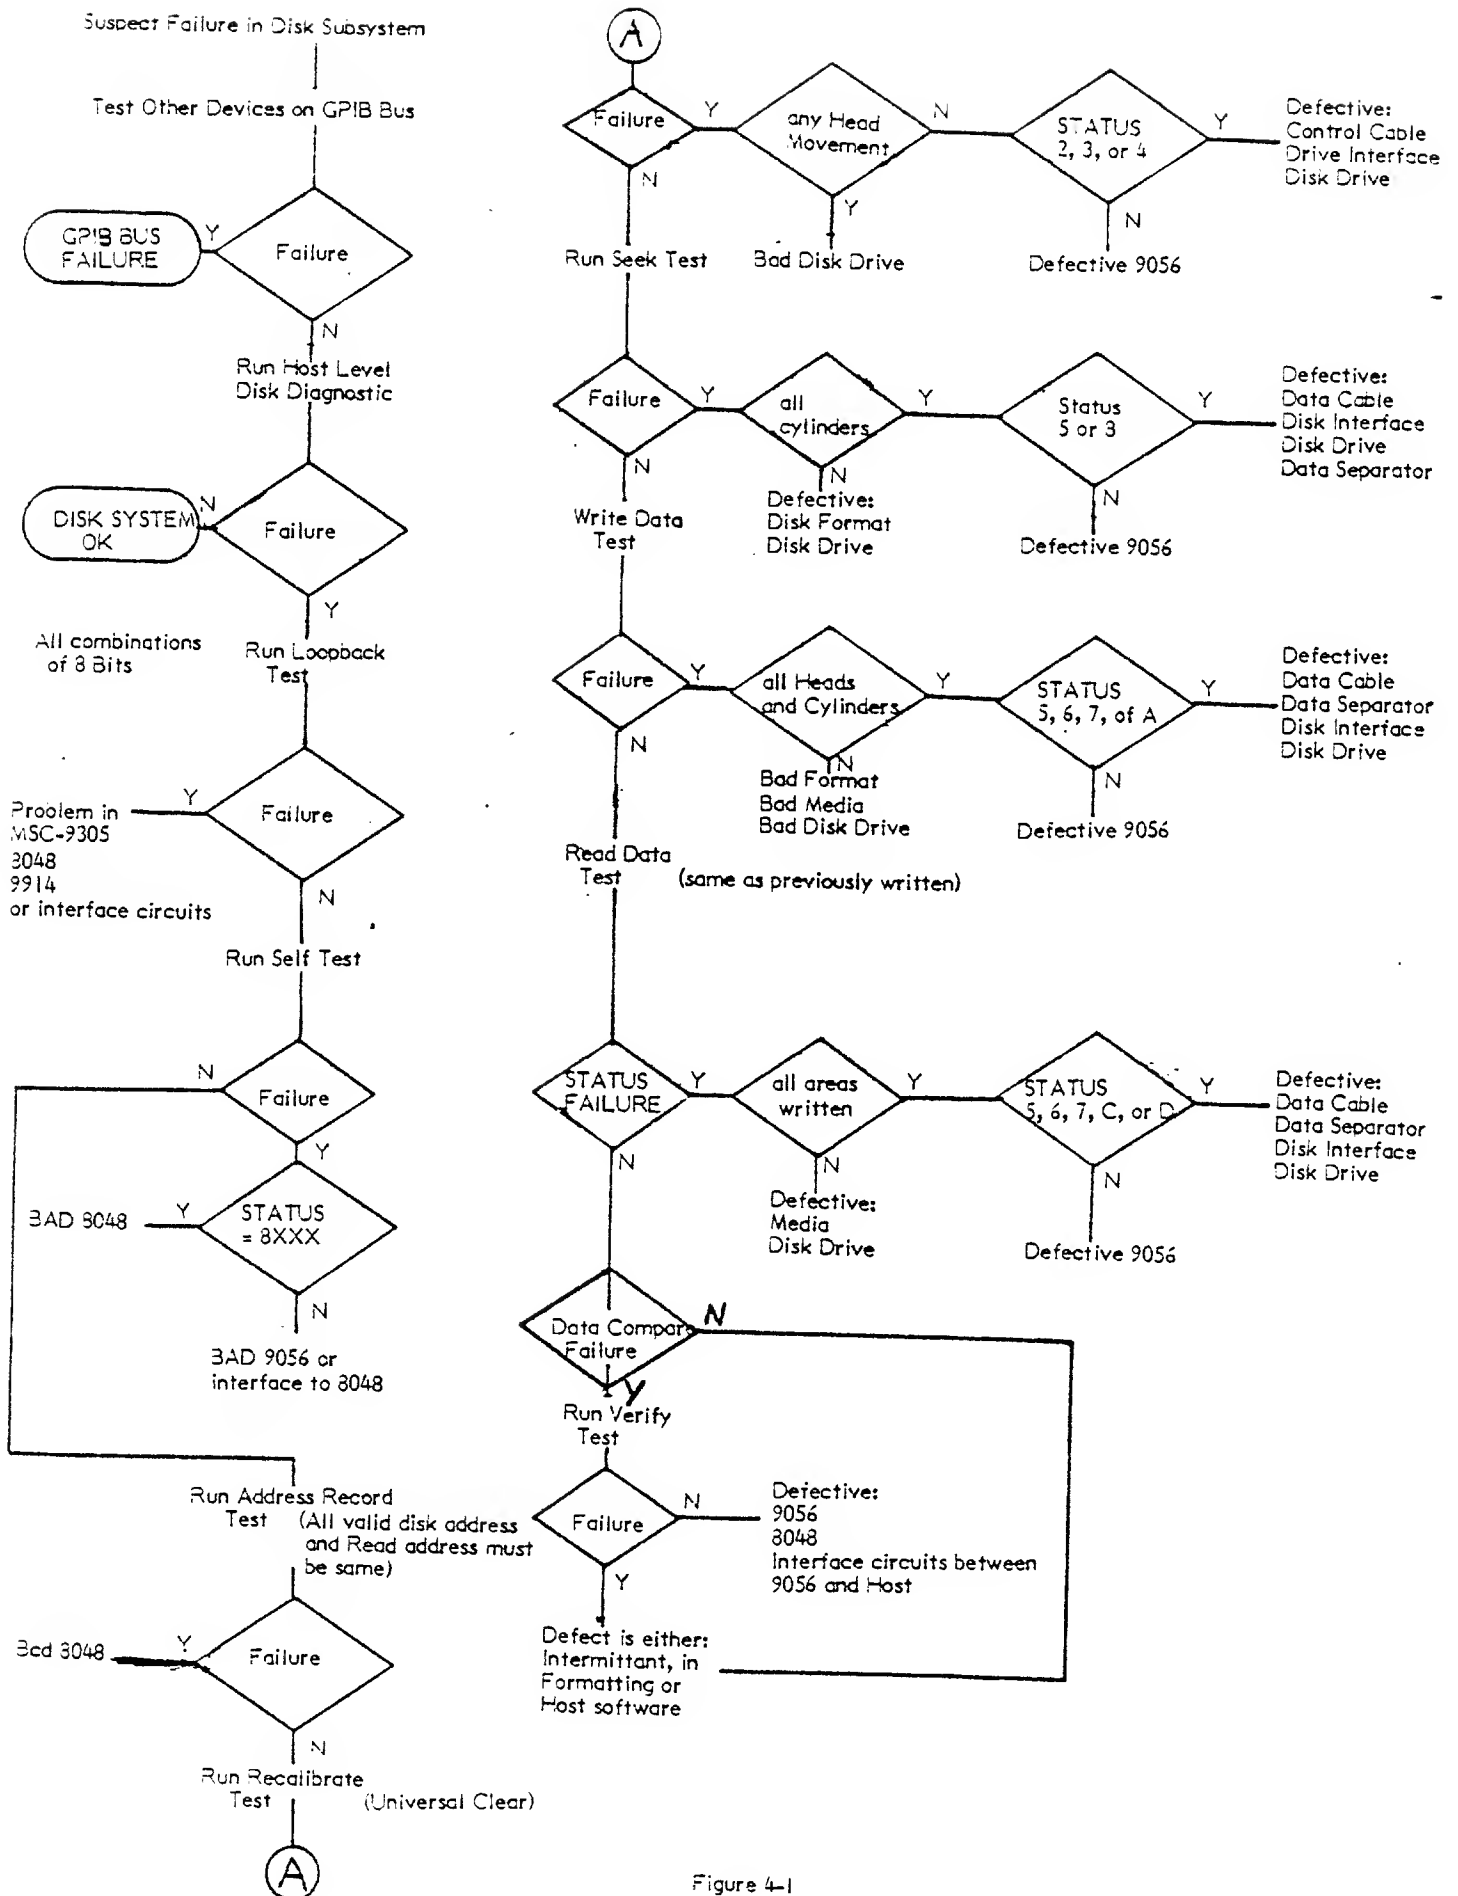 Suspect Failure in Disk Subsystem
Test Other Devices on GPIB Bus
GPIB BUS
FAILURE
Y
Failure
N
Run Host Level
Disk Diagnostic
DISK SYSTEM
OK
N
Failure
Y
All combinations
of 8 Bits
Run Loopback
Test
Problem in
MSC-9305
8048
9914
or interface circuits
Y
Failure
N
Run Self Test
N
Failure
Y
BAD 8048
Y
STATUS
= 8XXX
N
BAD 9056 or
interface to 8048
Run Address Record
Test
(All valid disk address
and Read address must
be same)
Bad 8048
Y
Failure
N
Run Recalibrate
Test
(Universal Clear)
A
A
Failure
Y
any Head
Movement
N
STATUS
2, 3, or 4
Y
Defective:
Control Cable
Drive Interface
Disk Drive
N
Y
N
Run Seek Test
Bad Disk Drive
Defective 9056
Failure
Y
all
cylinders
Y
Status
5 or 3
Y
Defective:
Data Cable
Disk Interface
Disk Drive
Data Separator
N
N
N
Write Data
Test
Defective:
Disk Format
Disk Drive
Defective 9056
Failure
Y
all Heads
and Cylinders
Y
STATUS
5, 6, 7, of A
Y
Defective:
Data Cable
Data Separator
Disk Interface
Disk Drive
N
N
N
Bad Format
Bad Media
Bad Disk Drive
Defective 9056
Read Data
Test
(same as previously written)
STATUS
FAILURE
Y
all areas
written
Y
STATUS
5, 6, 7, C, or D
Y
Defective:
Data Cable
Data Separator
Disk Interface
Disk Drive
N
N
N
Defective:
Media
Disk Drive
Defective 9056
Data Compare
Failure
N
Y
Run Verify
Test
Failure
N
Defective:
9056
8048
Interface circuits between
9056 and Host
Y
Defect is either:
Intermittant, in
Formatting or
Host software
Figure 4-1